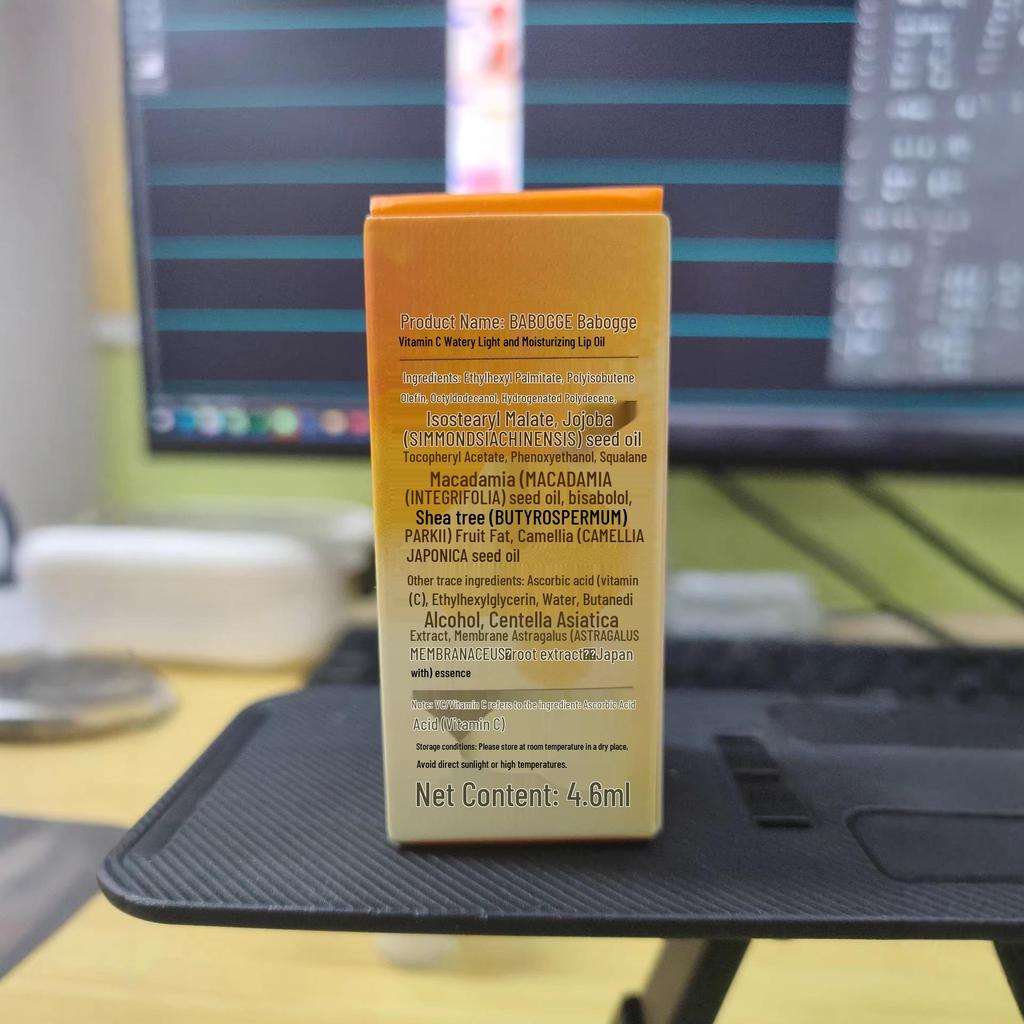 Product Name: BABOGGE Babogge
Vitamin C Watery Light and Moisturizing Lip Oil
Ingredients: Ethylhexyl Palmitate, Polyisobutene
Olefin, Octyldodecanol, Hydrogenated Polydecene,
Isostearyl Malate, Jojoba
(SIMMONDSIACHINENSIS) seed oil
Tocopheryl Acetate, Phenoxyethanol, Squalane
Macadamia (MACADAMIA
(INTEGRIFOLIA) seed oil, bisabolol,
Shea tree (BUTYROSPERMUM)
PARKII) Fruit Fat, Camellia (CAMELLIA
JAPONICA seed oil
Other trace ingredients: Ascorbic acid (vitamin
(C), Ethylhexylglycerin, Water, Butanedi
Alcohol, Centella Asiatica
Extract, Membrane Astragalus (ASTRAGALUS
MEMBRANACEUS root extract Japan
with) essence
Note: VC/Vitamin C refers to the ingredient: Ascorbic Acid
Acid (Vitamin C)
Storage conditions: Please store at room temperature in a dry place,
Avoid direct sunlight or high temperatures.
Net Content: 4.6ml